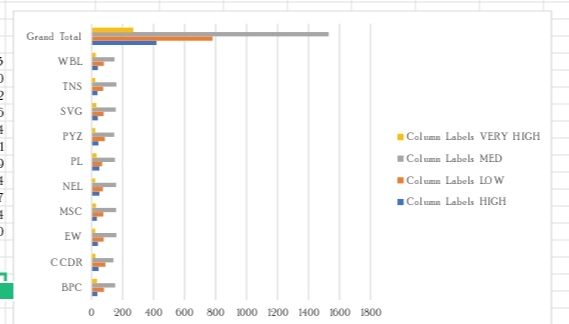 Grand Total
WBL
TNS
SVG
PYZ
PL
NEL
MSC
EW
CCDR
BPC
0 200 400 600 800 1000 1200 1400 1600 1800
Column Labels VERY HIGH
Column Labels MED
Column Labels LOW
Column Labels HIGH